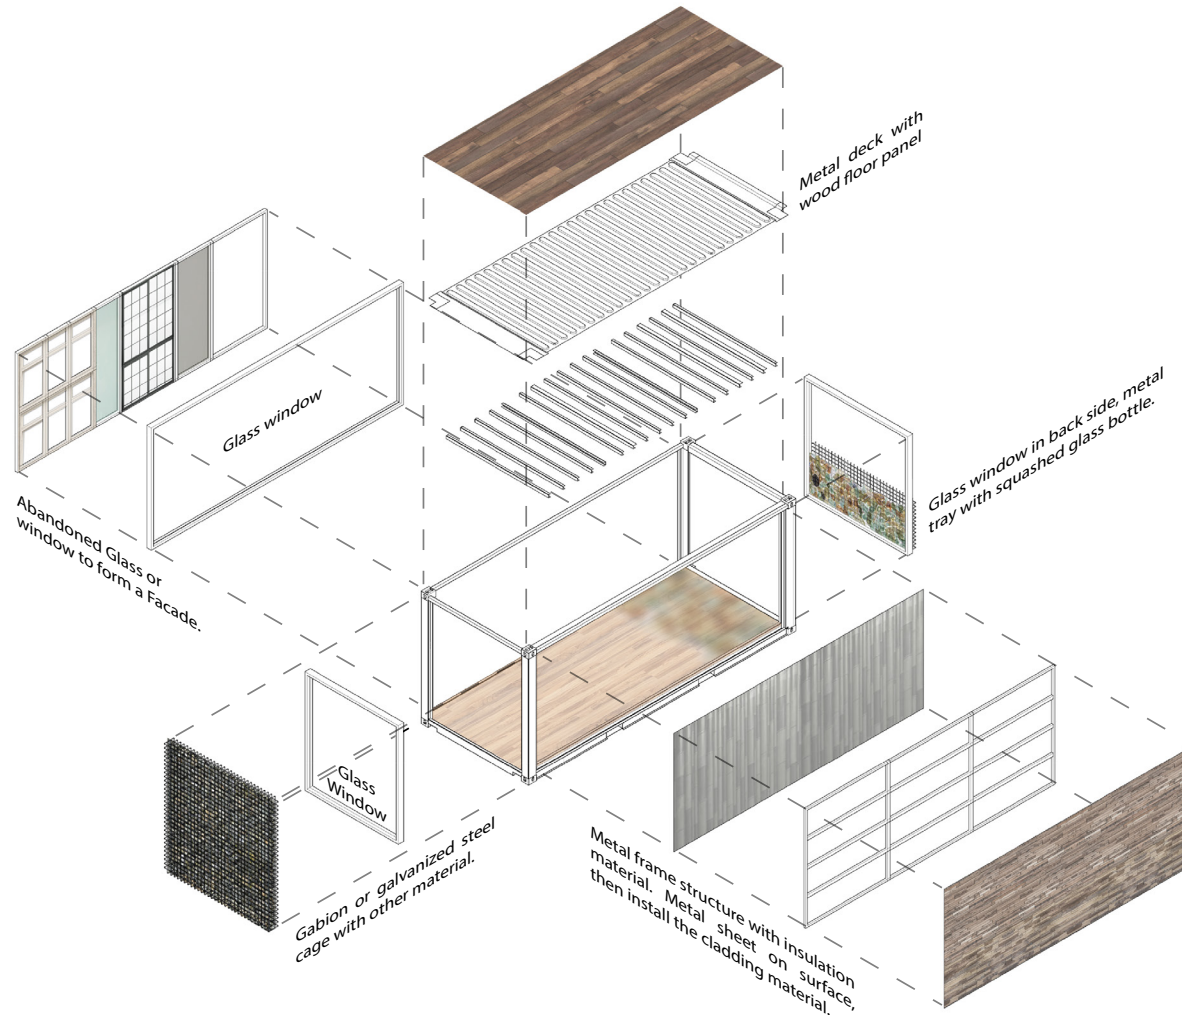 Metal deck with
wood floor panel
Glass window
Glass window in back side, metal
tray with squashed glass bottle.
Abandoned Glass or
window to form a Facade.
Glass
Window
Gabion or galvanized steel
cage with other material.
Metal frame structure with insulation
material. Metal sheet on surface,
then install the cladding material.